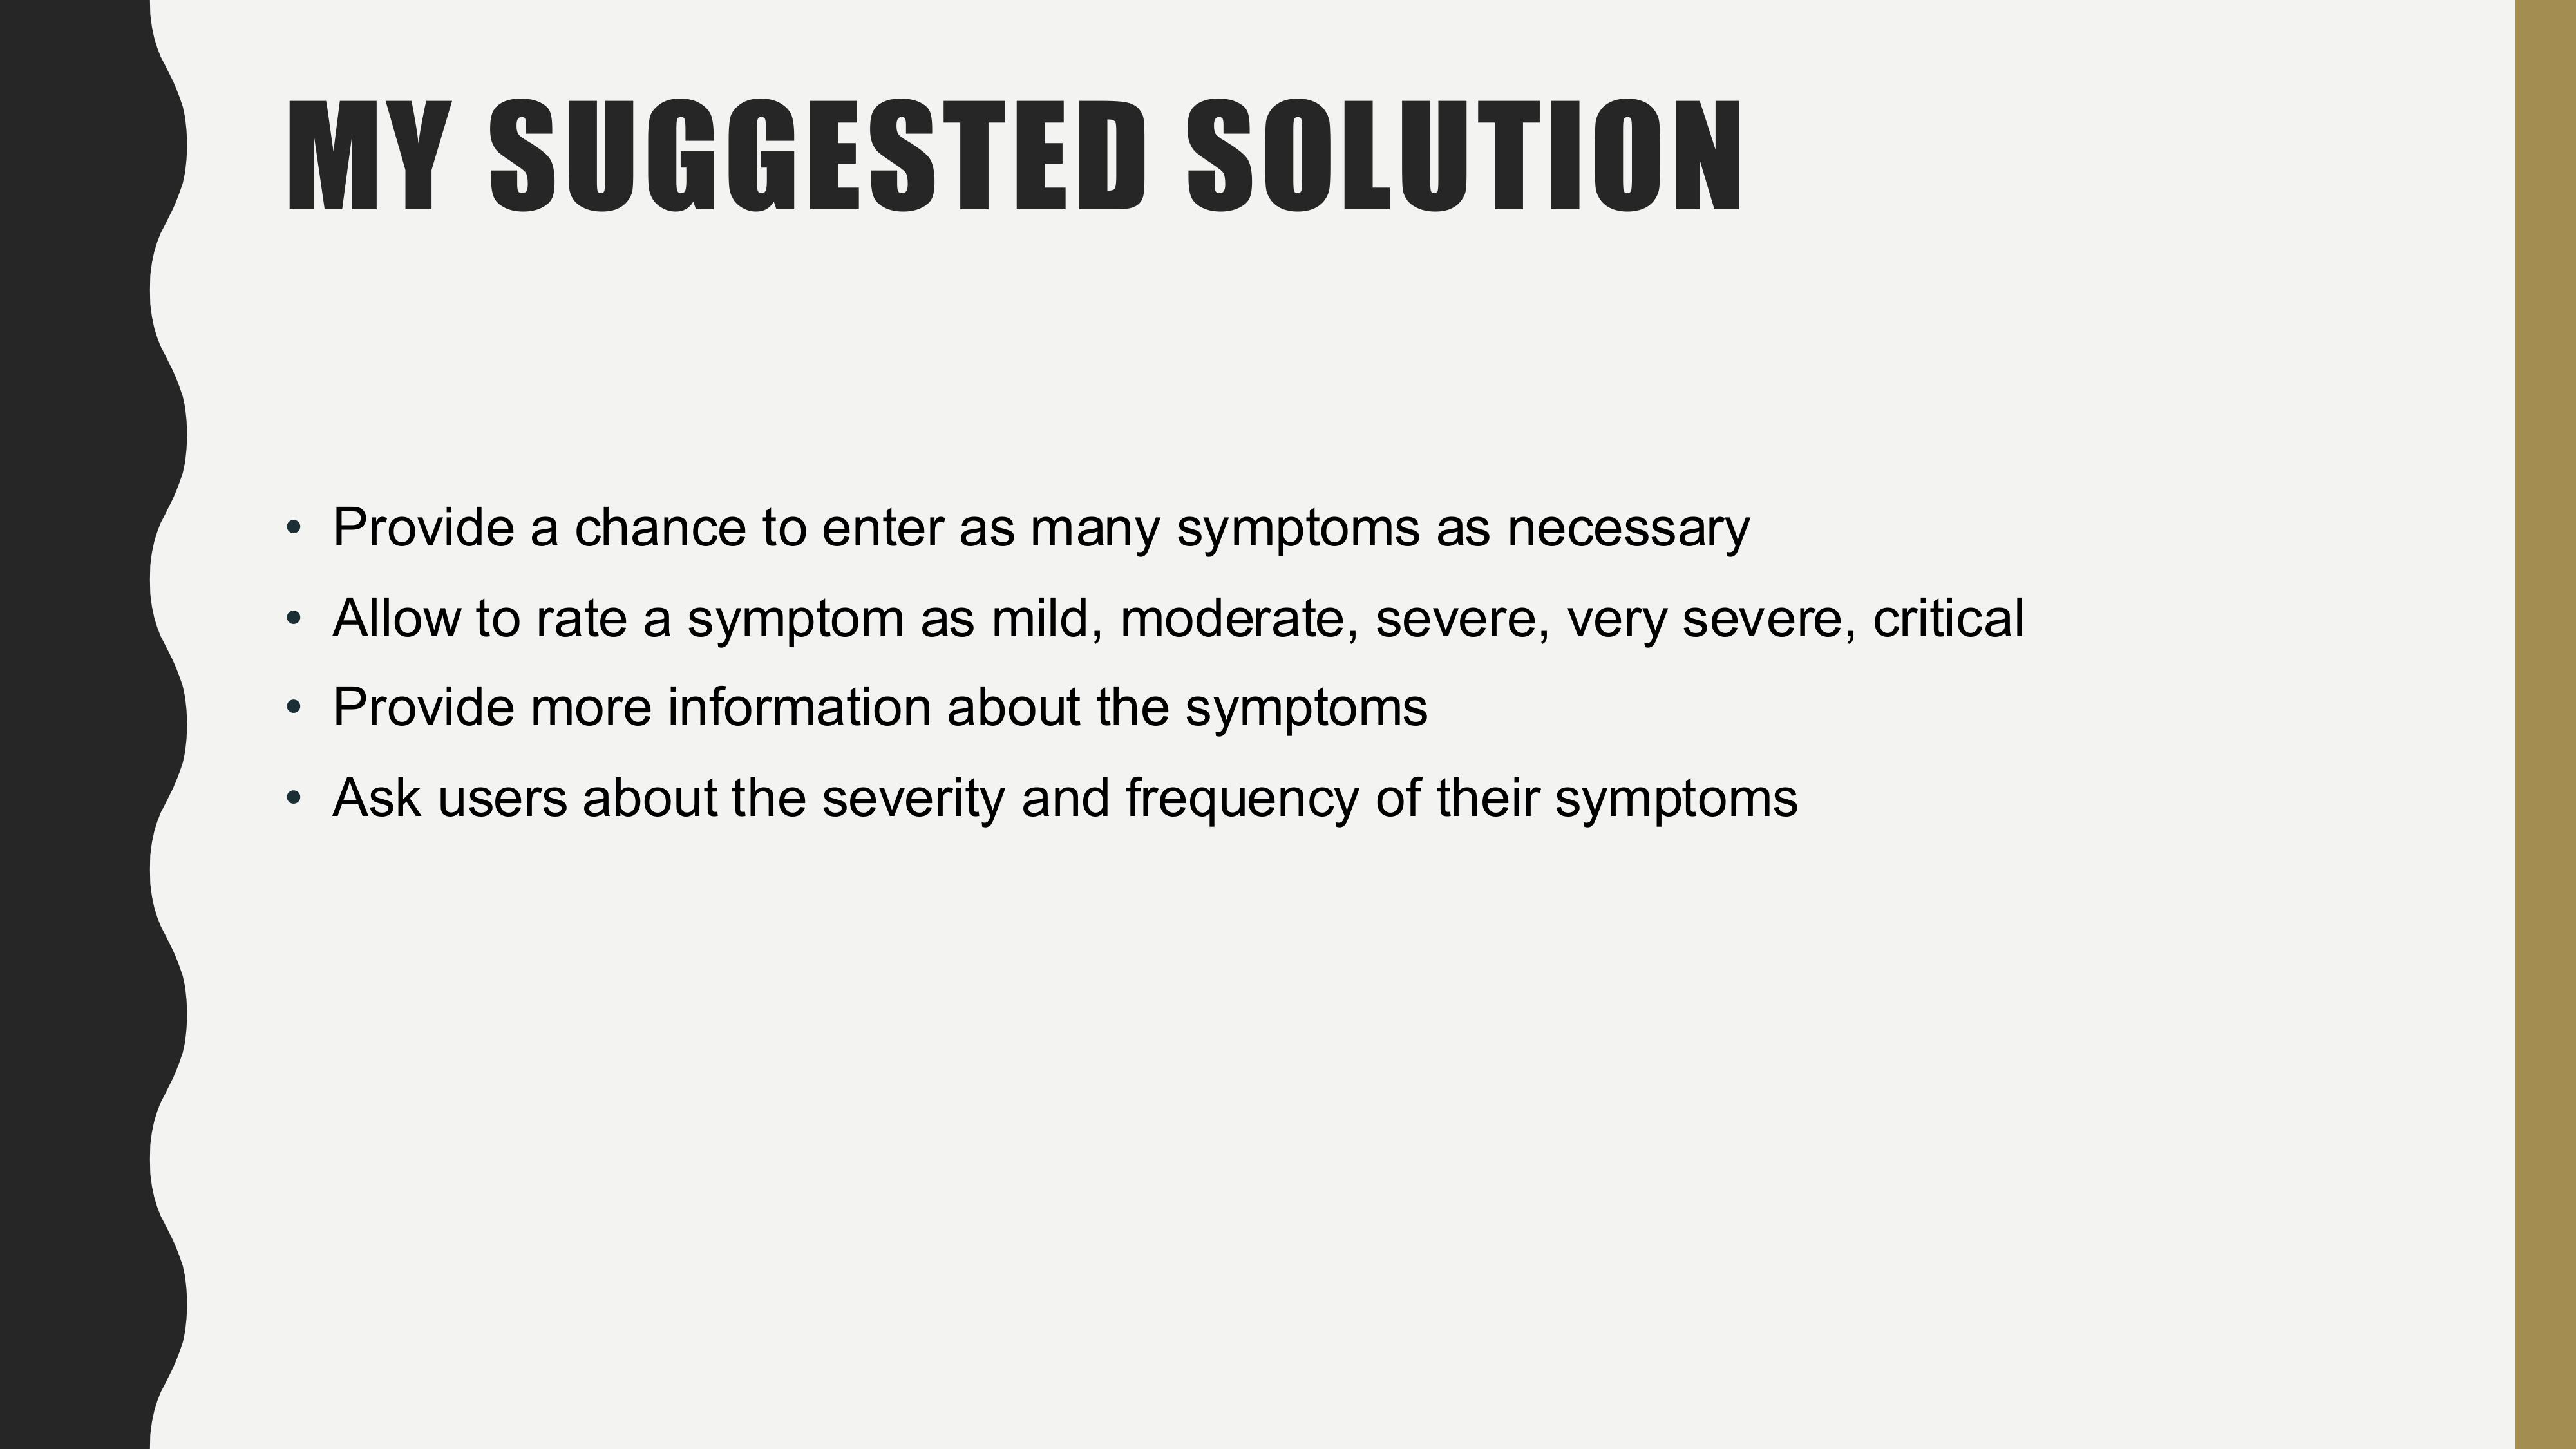 MY SUGGESTED SOLUTION
• Provide a chance to enter as many symptoms as necessary
• Allow to rate a symptom as mild, moderate, severe, very severe, critical
• Provide more information about the symptoms
• Ask users about the severity and frequency of their symptoms